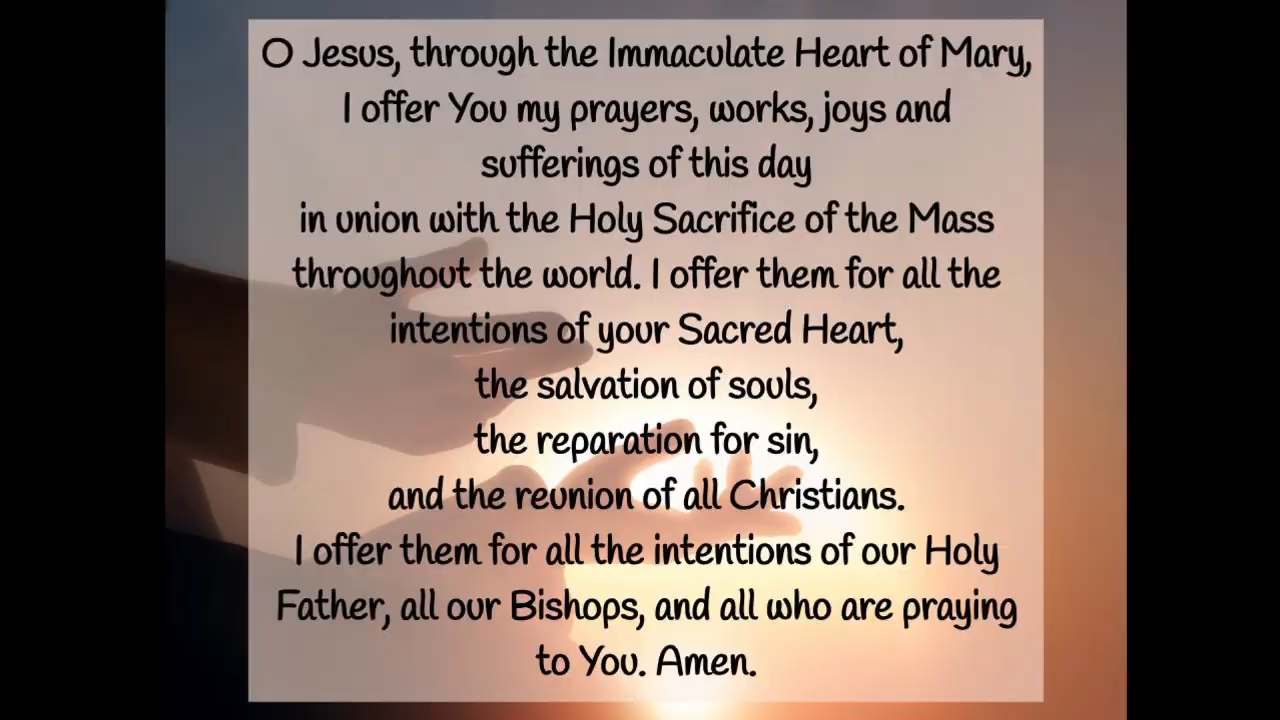 O Jesus, through the Immaculate Heart of Mary,
I offer You my prayers, works, joys and
sufferings of this day
in union with the Holy Sacrifice of the Mass
throughout the world. I offer them for all the
intentions of your Sacred Heart,
the salvation of souls,
the reparation for sin,
and the reunion of all Christians.
I offer them for all the intentions of our Holy
Father, all our Bishops, and all who are praying
to You. Amen.